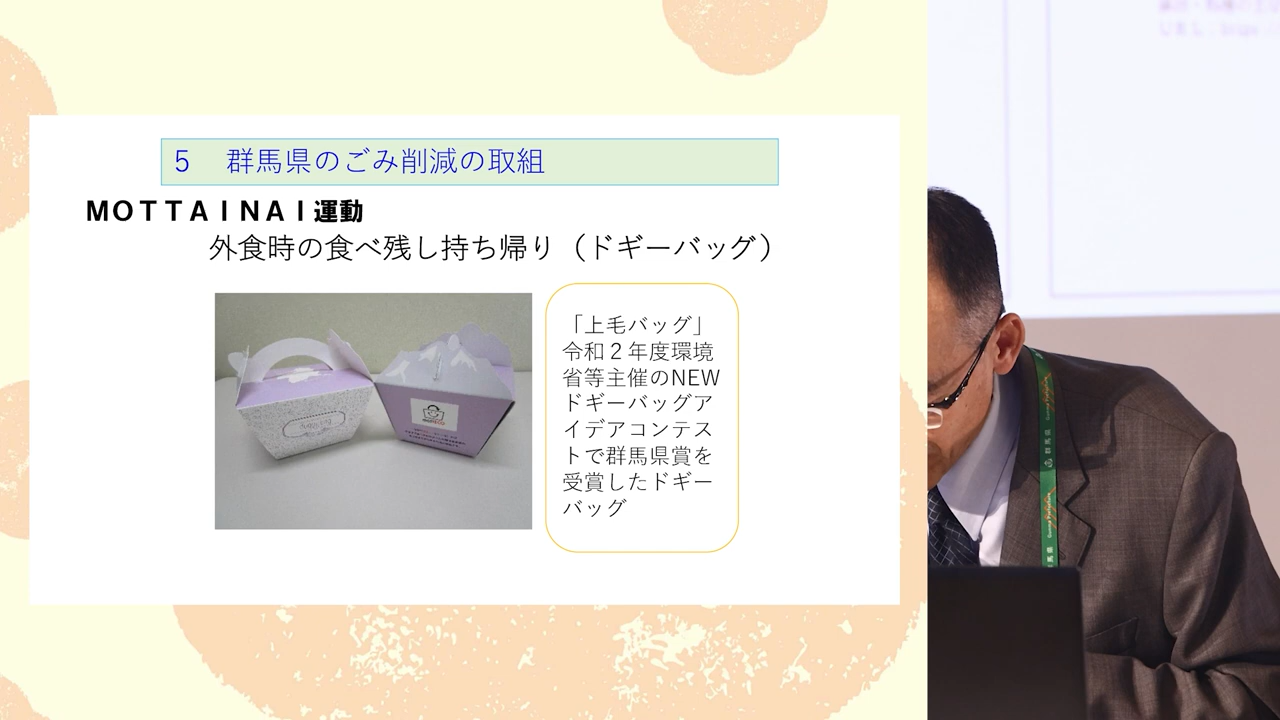 5　群馬県のごみ削減の取組
ＭＯＴＴＡＩＮＡＩ運動
外食時の食べ残し持ち帰り（ドギーバッグ）
「上毛バッグ」
令和２年度環境
省等主催のNEW
ドギーバッグア
イデアコンテス
トで群馬県賞を
受賞したドギー
バッグ
群馬県